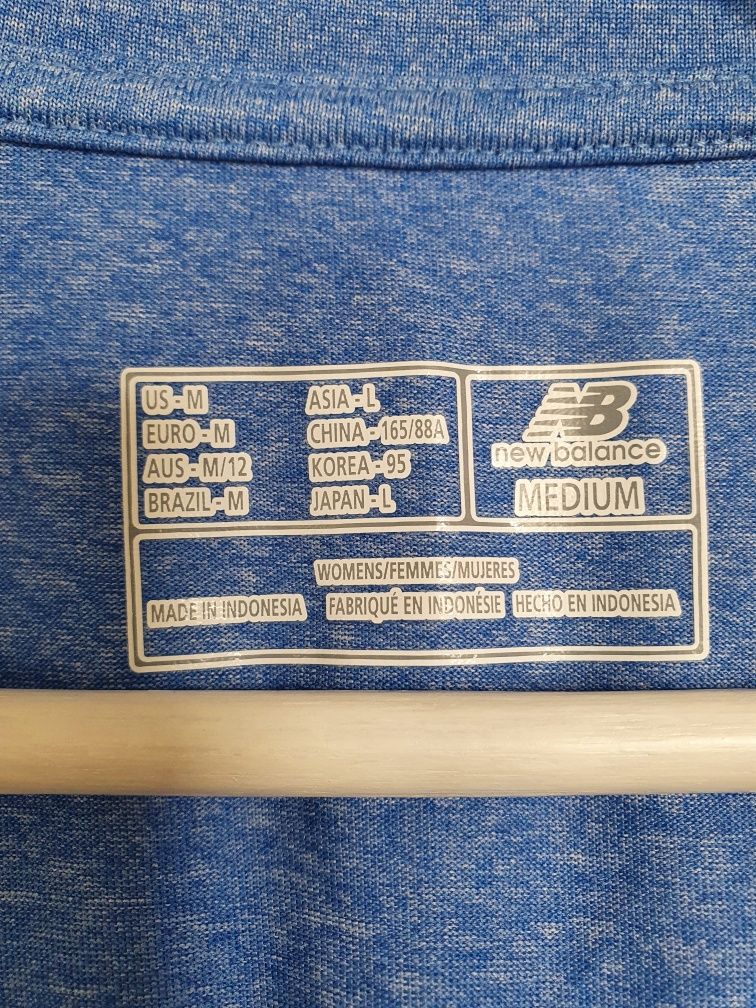 US - M
EURO - M
AUS - M/12
BRAZIL - M
ASIA - L
CHINA - 165/88A
KOREA - 95
JAPAN - L
NB
new balance
MEDIUM
WOMENS/FEMMES/MUJERES
MADE IN INDONESIA FABRIQUÉ EN INDONÉSIE HECHO EN INDONESIA